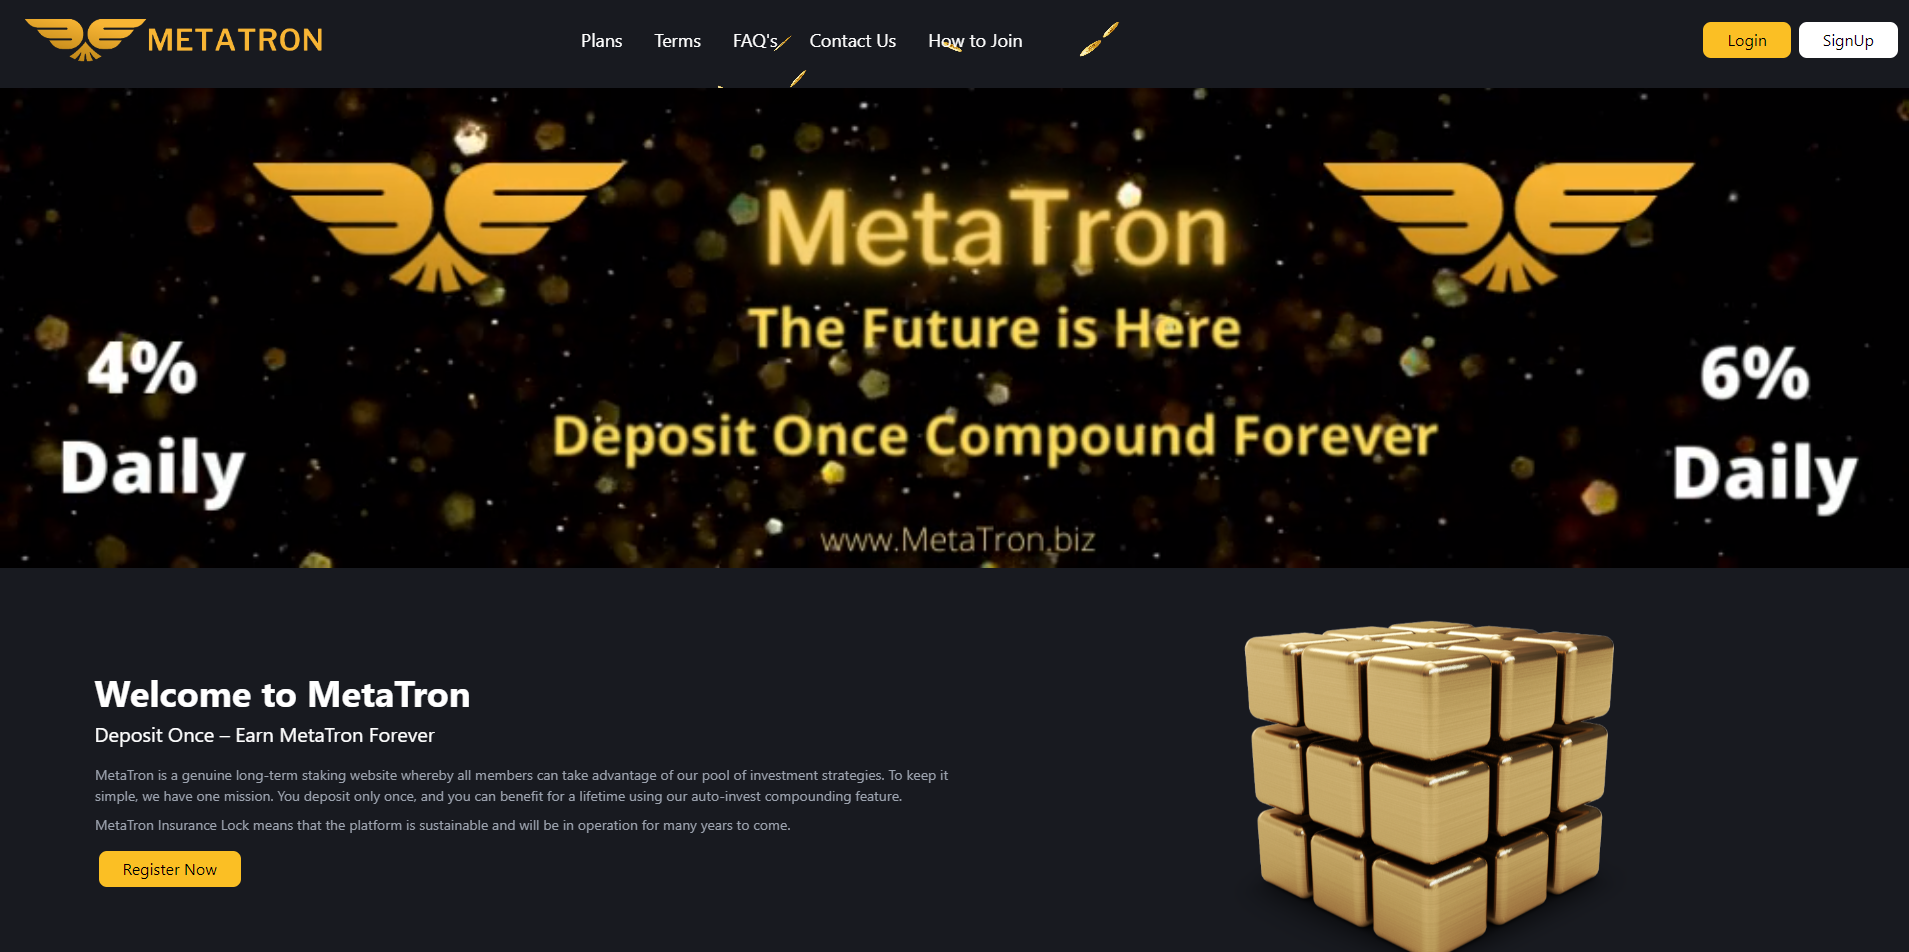 METATRON
Plans Terms FAQ's Contact Us How to Join
Login SignUp
MetaTron
The Future is Here
4%
Daily
6%
Daily
Deposit Once Compound Forever
www.MetaTron.biz
Welcome to MetaTron
Deposit Once – Earn MetaTron Forever
MetaTron is a genuine long-term staking website whereby all members can take advantage of our pool of investment strategies. To keep it
simple, we have one mission. You deposit only once, and you can benefit for a lifetime using our auto-invest compounding feature.
MetaTron Insurance Lock means that the platform is sustainable and will be in operation for many years to come.
Register Now